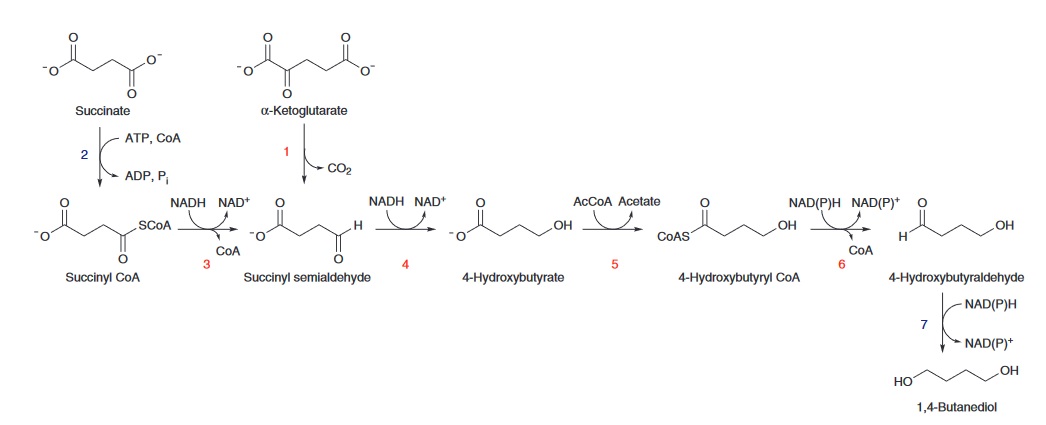 O O O
⁻O O⁻ ⁻O O⁻
O O
Succinate α-Ketoglutarate
ATP, CoA
2 1
CO₂
ADP, Pᵢ
NADH NAD⁺ NADH NAD⁺ AcCoA Acetate NAD(P)H NAD(P)⁺
O O O O O
SCoA H OH OH OH
⁻O ⁻O ⁻O CoAS H
O CoA O CoA
Succinyl CoA 3 Succinyl semialdehyde 4 4-Hydroxybutyrate 5 4-Hydroxybutyryl CoA 6 4-Hydroxybutyraldehyde
NAD(P)H
7
NAD(P)⁺
HO OH
1,4-Butanediol